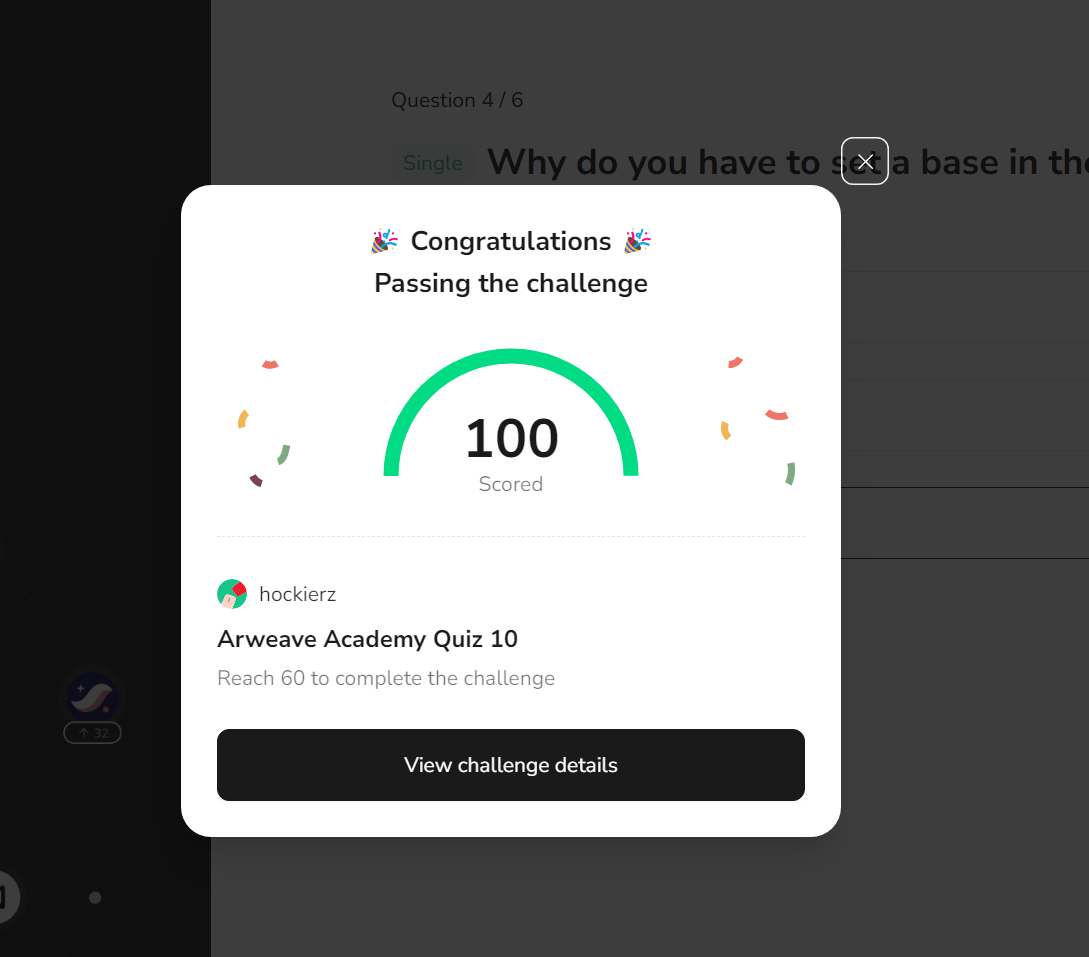 Question 4 / 6
Single Why do you have to set a base in the
Congratulations
Passing the challenge
100
Scored
hockierz
Arweave Academy Quiz 10
Reach 60 to complete the challenge
32
View challenge details